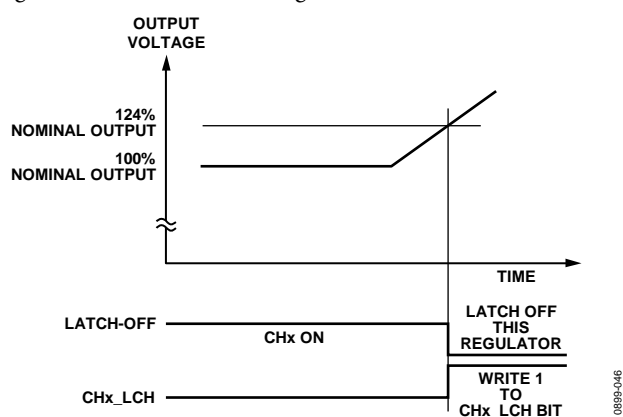 OUTPUT
VOLTAGE
124%
NOMINAL OUTPUT
100%
NOMINAL OUTPUT
TIME
LATCH-OFF
CHx ON
LATCH OFF
THIS
REGULATOR
CHx_LCH
WRITE 1
TO
CHx_LCH BIT
0899-046